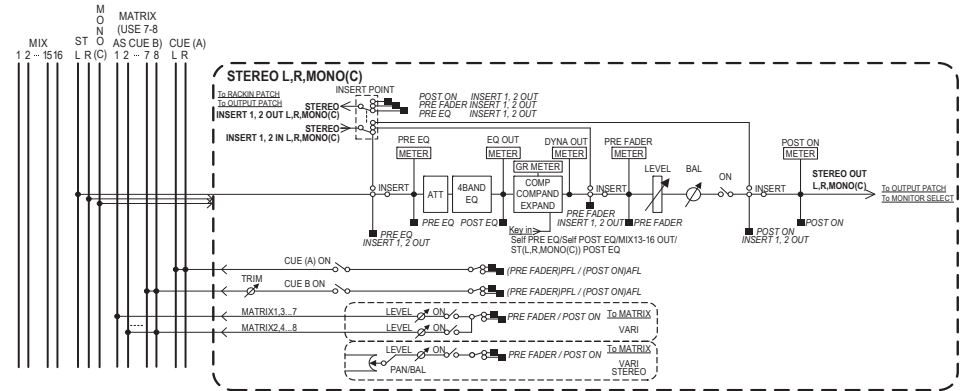 MIX
1 2 ··· 15 16
ST
L R
MONO
(C)
MATRIX
(USE 7-8
AS CUE B)
1 2 ··· 7 8
CUE (A)
L R
STEREO L,R,MONO(C)
INSERT POINT
To RACKIN PATCH
To OUTPUT PATCH
STEREO
INSERT 1, 2 OUT L,R,MONO(C)
STEREO
INSERT 1, 2 IN L,R,MONO(C)
POST ON INSERT 1, 2 OUT
PRE FADER INSERT 1, 2 OUT
PRE EQ INSERT 1, 2 OUT
PRE EQ
METER
EQ OUT
METER
DYNA OUT
METER
PRE FADER
METER
POST ON
METER
GR METER
INSERT
ATT
4BAND
EQ
COMP
COMPAND
EXPAND
INSERT
LEVEL
BAL
ON
INSERT
STEREO OUT
L,R,MONO(C)
To OUTPUT PATCH
To MONITOR SELECT
PRE EQ
INSERT 1, 2 OUT
PRE EQ
POST EQ
Key in
Self PRE EQ/Self POST EQ/MIX13-16 OUT/
ST(L,R,MONO(C)) POST EQ
PRE FADER
INSERT 1, 2 OUT
PRE FADER
POST ON
INSERT 1, 2 OUT
POST ON
CUE (A) ON
(PRE FADER)PFL / (POST ON)AFL
TRIM
CUE B ON
(PRE FADER)PFL / (POST ON)AFL
MATRIX1,3...7
LEVEL
ON
PRE FADER / POST ON
To MATRIX
MATRIX2,4...8
LEVEL
ON
VARI
LEVEL
ON
PRE FADER / POST ON
To MATRIX
PAN/BAL
VARI
STEREO